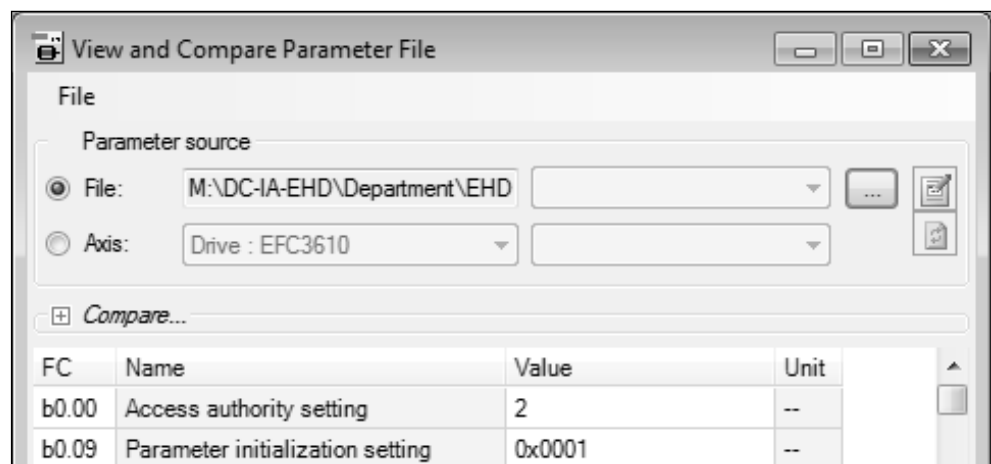 View and Compare Parameter File
File
Parameter source
File: M:\DC-IA-EHD\Department\EHD ...
Axis: Drive : EFC3610
Compare...
FC Name Value Unit
b0.00 Access authority setting 2 --
b0.09 Parameter initialization setting 0x0001 --